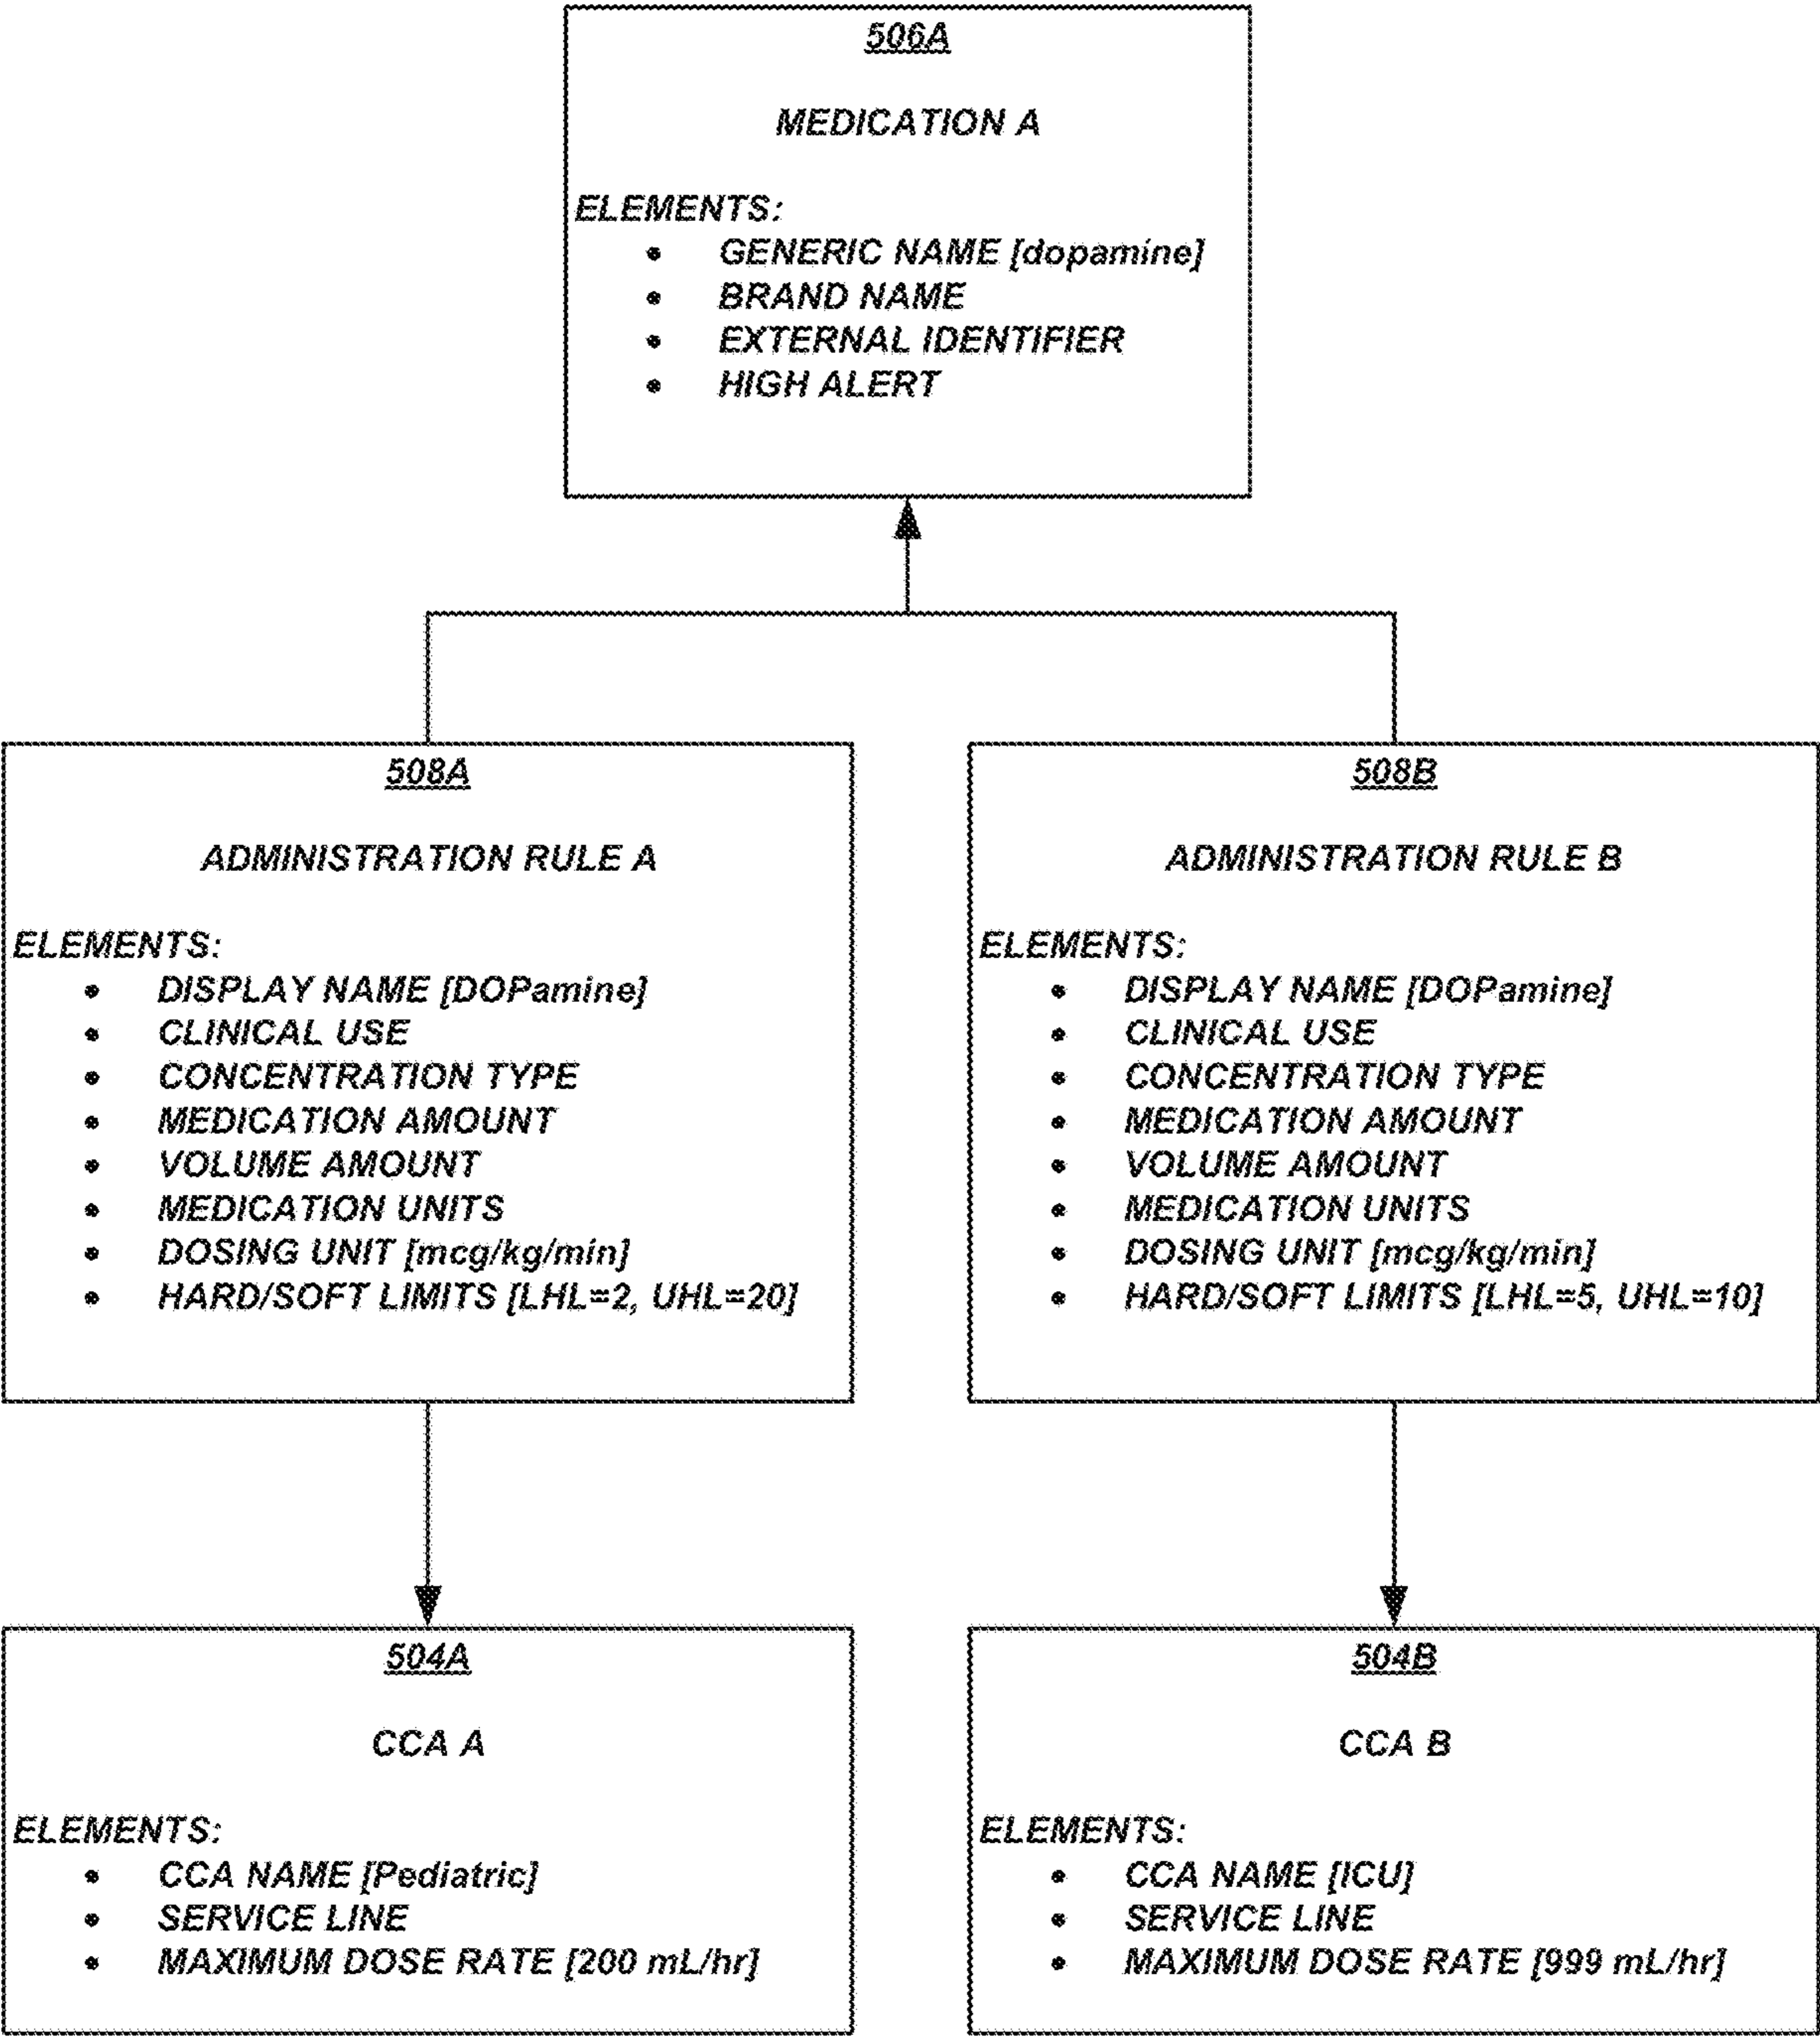 506A
MEDICATION A
ELEMENTS:
• GENERIC NAME [dopamine]
• BRAND NAME
• EXTERNAL IDENTIFIER
• HIGH ALERT
508A
ADMINISTRATION RULE A
ELEMENTS:
• DISPLAY NAME [DOPamine]
• CLINICAL USE
• CONCENTRATION TYPE
• MEDICATION AMOUNT
• VOLUME AMOUNT
• MEDICATION UNITS
• DOSING UNIT [mcg/kg/min]
• HARD/SOFT LIMITS [LHL=2, UHL=20]
508B
ADMINISTRATION RULE B
ELEMENTS:
• DISPLAY NAME [DOPamine]
• CLINICAL USE
• CONCENTRATION TYPE
• MEDICATION AMOUNT
• VOLUME AMOUNT
• MEDICATION UNITS
• DOSING UNIT [mcg/kg/min]
• HARD/SOFT LIMITS [LHL=5, UHL=10]
504A
CCA A
ELEMENTS:
• CCA NAME [Pediatric]
• SERVICE LINE
• MAXIMUM DOSE RATE [200 mL/hr]
504B
CCA B
ELEMENTS:
• CCA NAME [ICU]
• SERVICE LINE
• MAXIMUM DOSE RATE [999 mL/hr]